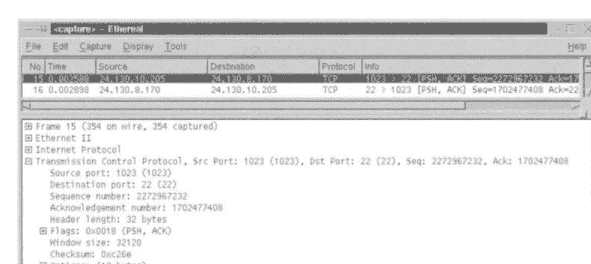 <capture> - Ethereal
File Edit Capture Display Tools Help
No. Time Source Destination Protocol Info
15 0.002588 24.130.10.205 24.130.8.170 TCP 1023 > 22 [PSH, ACK] Seq=2272967232 Ack=17
16 0.002898 24.130.8.170 24.130.10.205 TCP 22 > 1023 [PSH, ACK] Seq=1702477408 Ack=22
Frame 15 (354 on wire, 354 captured)
Ethernet II
Internet Protocol
Transmission Control Protocol, Src Port: 1023 (1023), Dst Port: 22 (22), Seq: 2272967232, Ack: 1702477408
Source port: 1023 (1023)
Destination port: 22 (22)
Sequence number: 2272967232
Acknowledgement number: 1702477408
Header length: 32 bytes
Flags: 0x0018 (PSH, ACK)
Window size: 32120
Checksum: 0xc26e